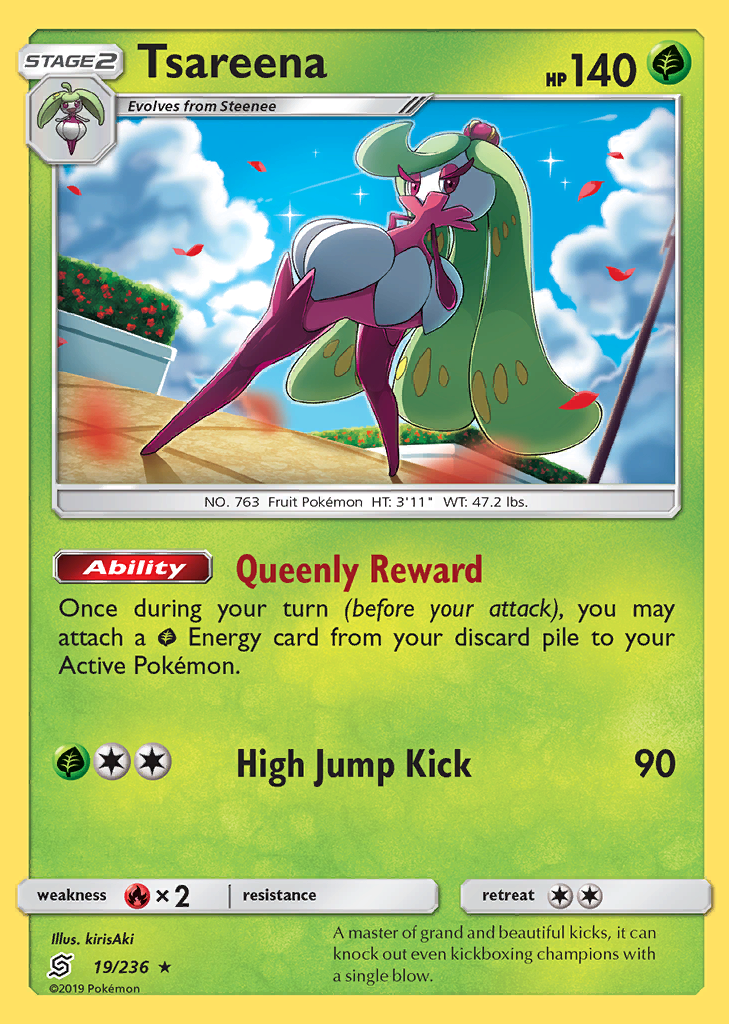 STAGE2
Tsareena
HP 140
Evolves from Steenee
NO. 763 Fruit Pokémon HT: 3'11" WT: 47.2 lbs.
Ability Queenly Reward
Once during your turn (before your attack), you may
attach a Energy card from your discard pile to your
Active Pokémon.
High Jump Kick 90
weakness × 2 resistance retreat
Illus. kirisAki
19/236 ★
©2019 Pokémon
A master of grand and beautiful kicks, it can
knock out even kickboxing champions with
a single blow.